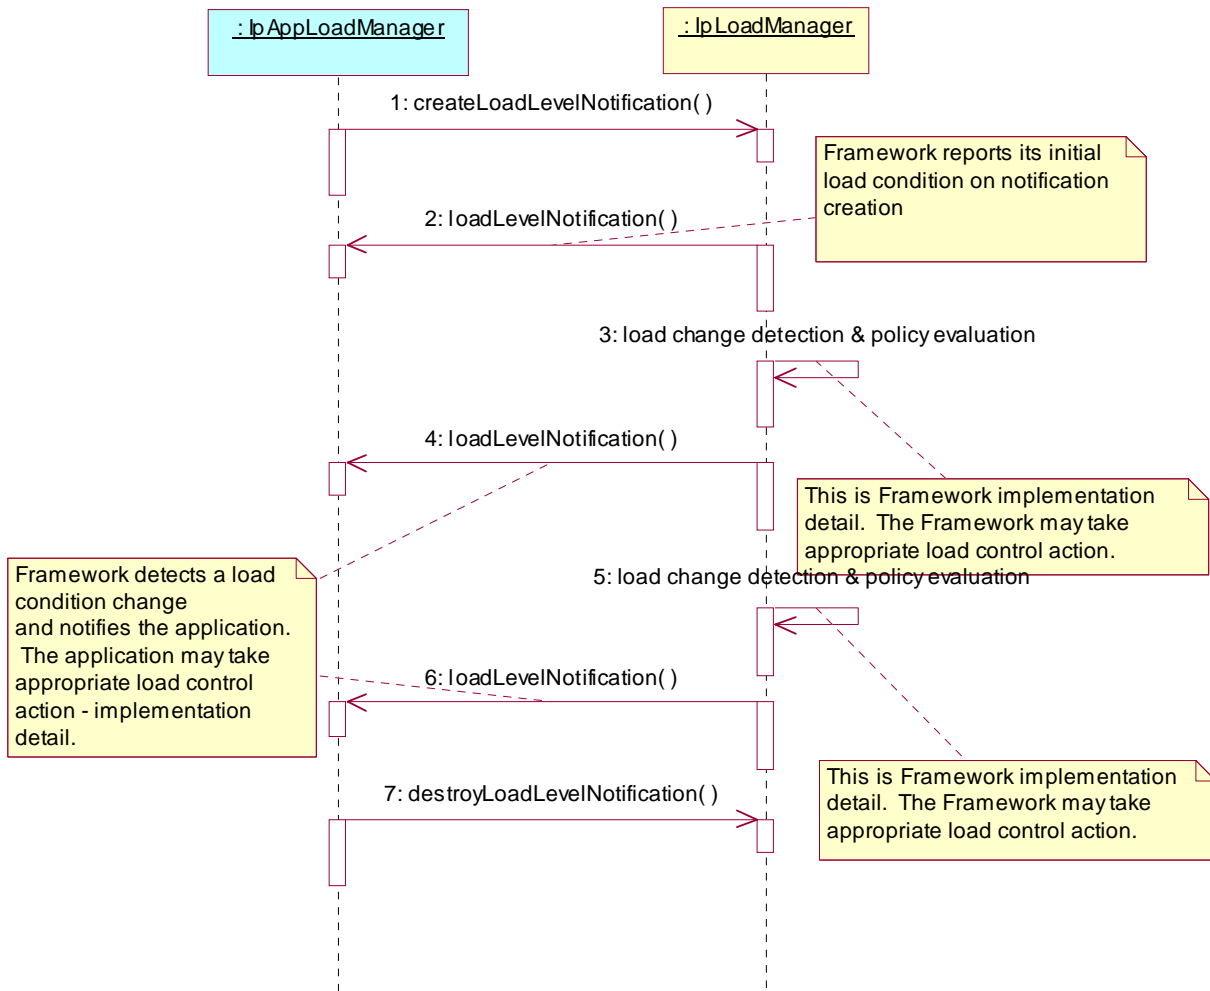 : IpAppLoadManager
: IpLoadManager
1: createLoadLevelNotification( )
Framework reports its initial
load condition on notification
creation
2: loadLevelNotification( )
3: load change detection & policy evaluation
4: loadLevelNotification( )
This is Framework implementation
detail.  The Framework may take
appropriate load control action.
Framework detects a load
condition change
and notifies the application.
The application may take
appropriate load control
action - implementation
detail.
5: load change detection & policy evaluation
6: loadLevelNotification( )
This is Framework implementation
detail.  The Framework may take
appropriate load control action.
7: destroyLoadLevelNotification( )